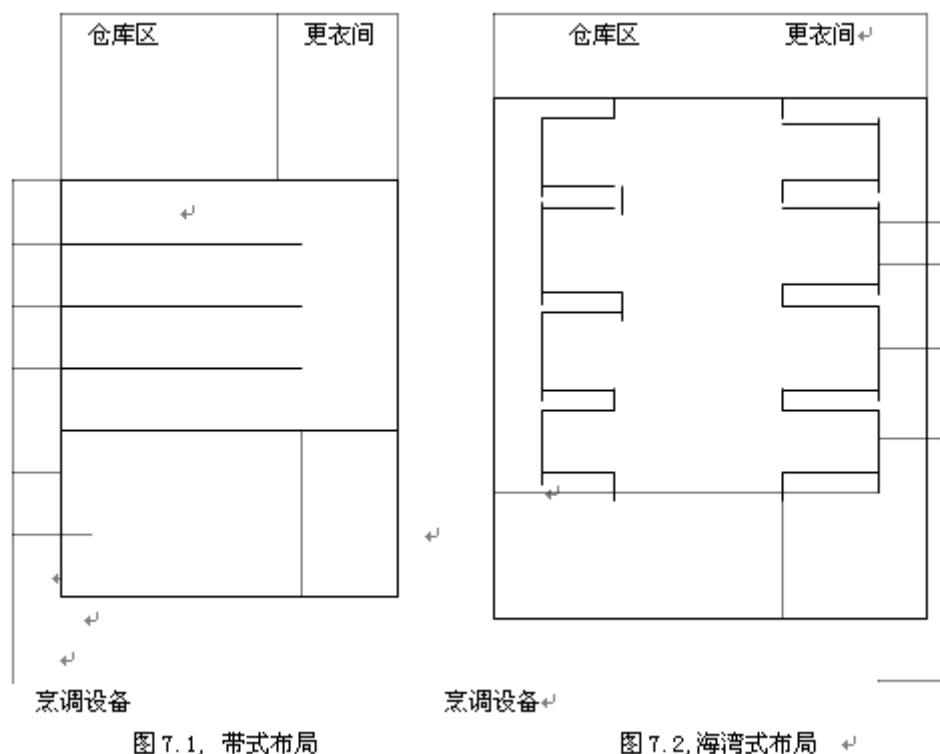 仓库区 更衣间 仓库区 更衣间
烹调设备 烹调设备
图7.1, 带式布局 图7.2,海湾式布局